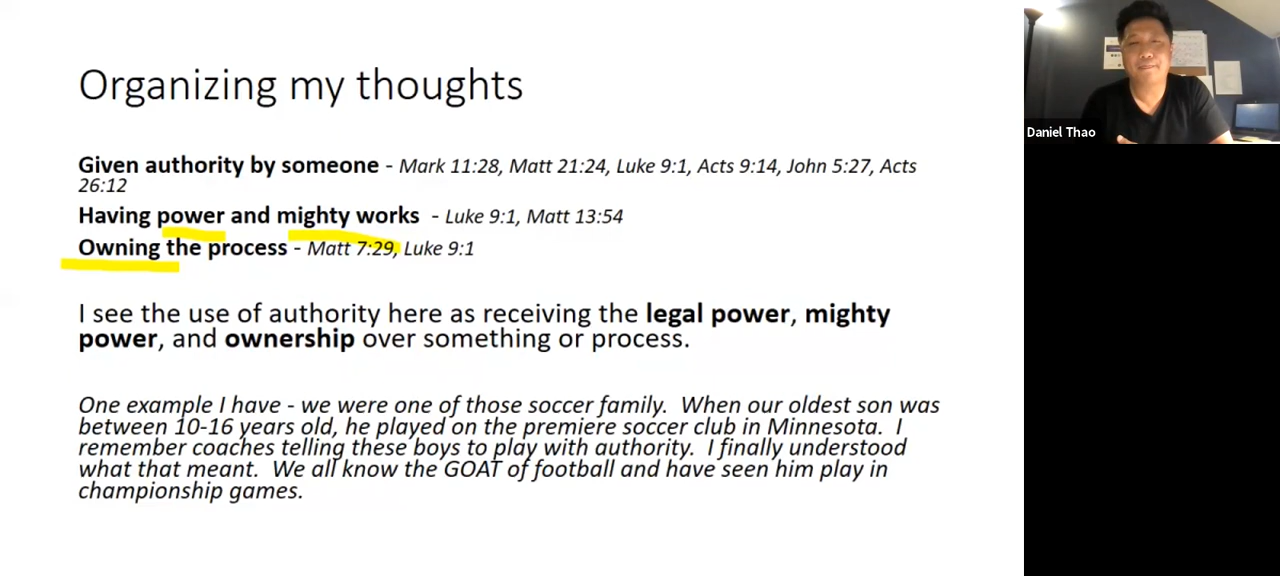 Organizing my thoughts
Given authority by someone - Mark 11:28, Matt 21:24, Luke 9:1, Acts 9:14, John 5:27, Acts
26:12
Having power and mighty works - Luke 9:1, Matt 13:54
Owning the process - Matt 7:29, Luke 9:1
I see the use of authority here as receiving the legal power, mighty
power, and ownership over something or process.
One example I have - we were one of those soccer family. When our oldest son was
between 10-16 years old, he played on the premiere soccer club in Minnesota. I
remember coaches telling these boys to play with authority. I finally understood
what that meant. We all know the GOAT of football and have seen him play in
championship games.
Daniel Thao